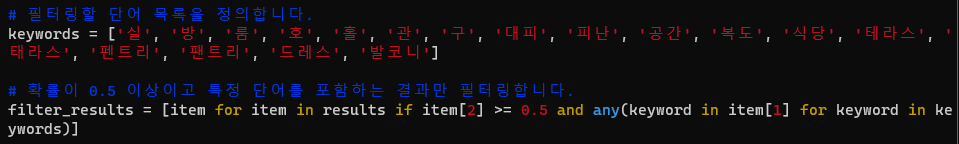 # 필터링할 단어 목록을 정의합니다.
keywords = ['실', '방', '룸', '호', '홀', '관', '구', '대피', '피난', '공간', '복도', '식당', '테라스', '
태라스', '펜트리', '팬트리', '드레스', '발코니']
# 확률이 0.5 이상이고 특정 단어를 포함하는 결과만 필터링합니다.
filter_results = [item for item in results if item[2] >= 0.5 and any(keyword in item[1] for keyword in ke
ywords)]